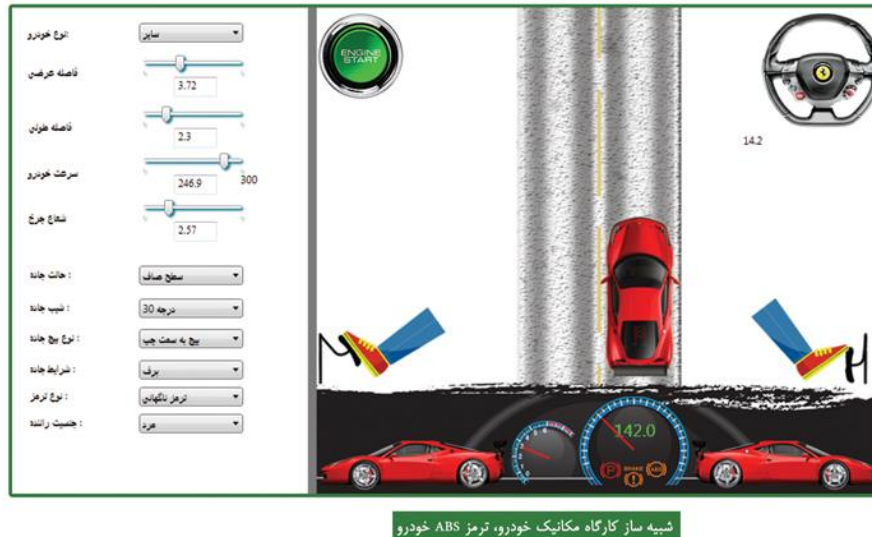 نوع خودرو:
سایر
فاصله عرضی
3.72
فاصله طولی
2.3
سرعت خودرو
246.9
300
شعاع چرخ
2.57
حالت جاده :
سطح صاف
شیب جاده :
30 درجه
نوع پیچ جاده :
پیچ به سمت چپ
شرایط جاده :
برف
نوع ترمز :
ترمز ناگهانی
جنسیت راننده :
مرد
ENGINE
START
14.2
142.0
P
BRAKE
ABS
شبیه ساز کارگاه مکانیک خودرو، ترمز ABS خودرو